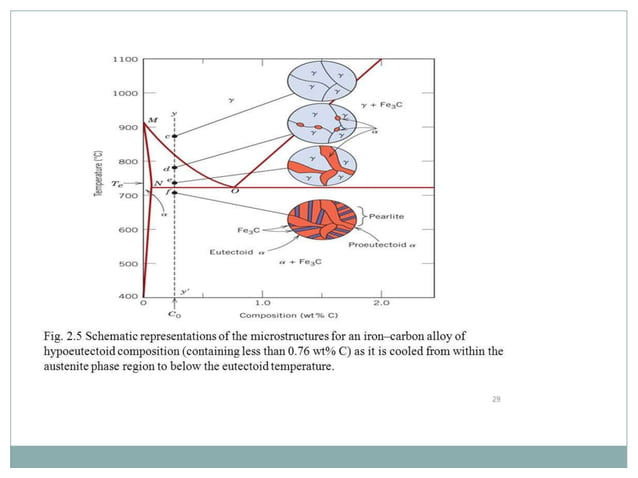 1100
1000
900
800
700
600
500
400
Temperature (°C)
Te
M
y
γ
c
d
N
e
f
O
α
γ
γ
γ
γ
γ + Fe3C
γ
γ
γ
γ
α
γ
γ
γ
γ
Pearlite
Fe3C
Proeutectoid α
Eutectoid α
α + Fe3C
y′
0
1.0
2.0
C0
Composition (wt% C)
Fig. 2.5 Schematic representations of the microstructures for an iron–carbon alloy of
hypoeutectoid composition (containing less than 0.76 wt% C) as it is cooled from within the
austenite phase region to below the eutectoid temperature.
29